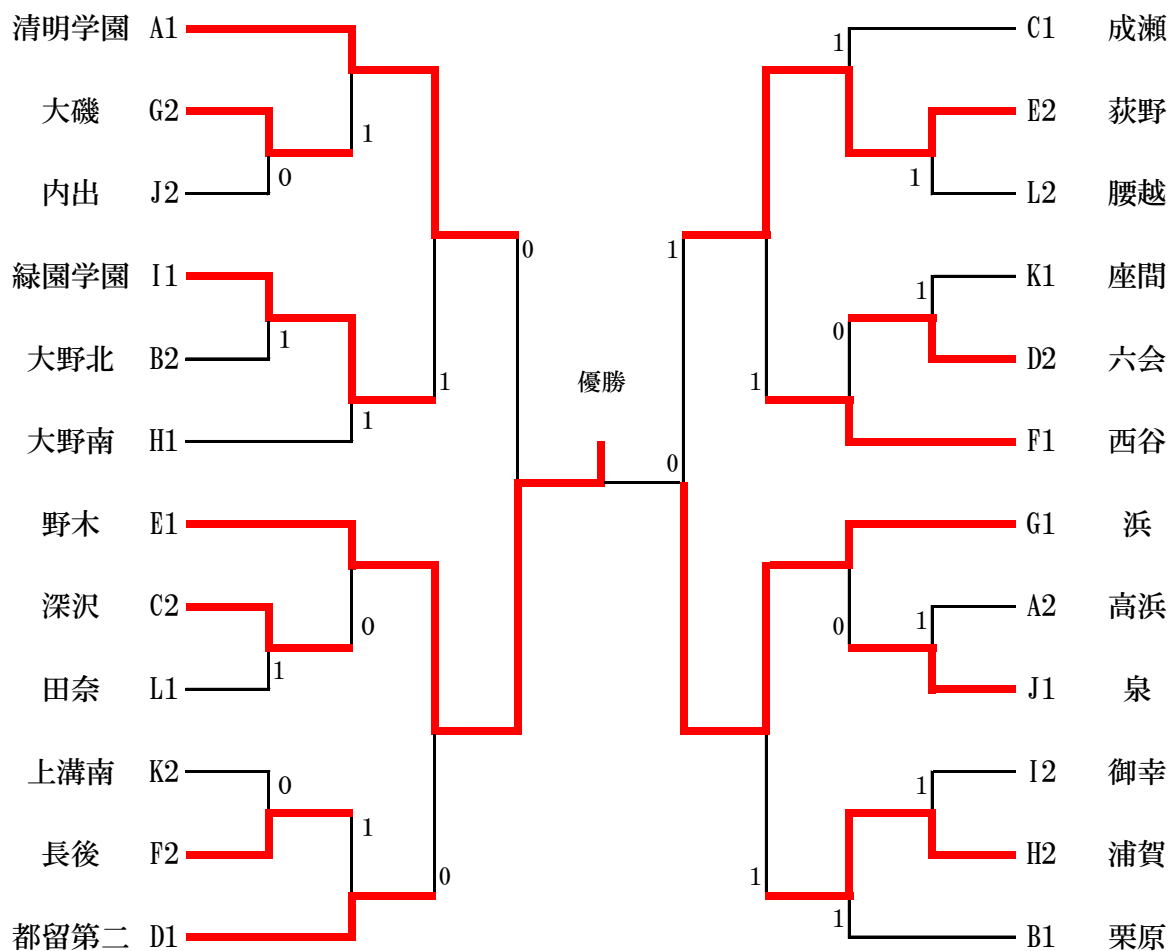 清明学園 A1
1 C1 成瀬
大磯 G2
1
E2 荻野
内出 J2 0
1 L2 腰越
0
1
緑園学園 I1
1 K1 座間
1
0
大野北 B2
D2 六会
1
優勝
1
1
大野南 H1
F1 西谷
0
野木 E1
G1 浜
深沢 C2
0
0
1 A2 高浜
田奈 L1 1
J1 泉
上溝南 K2 0
1 I2 御幸
1
長後 F2
H2 浦賀
0
1
都留第二 D1
1 B1 栗原